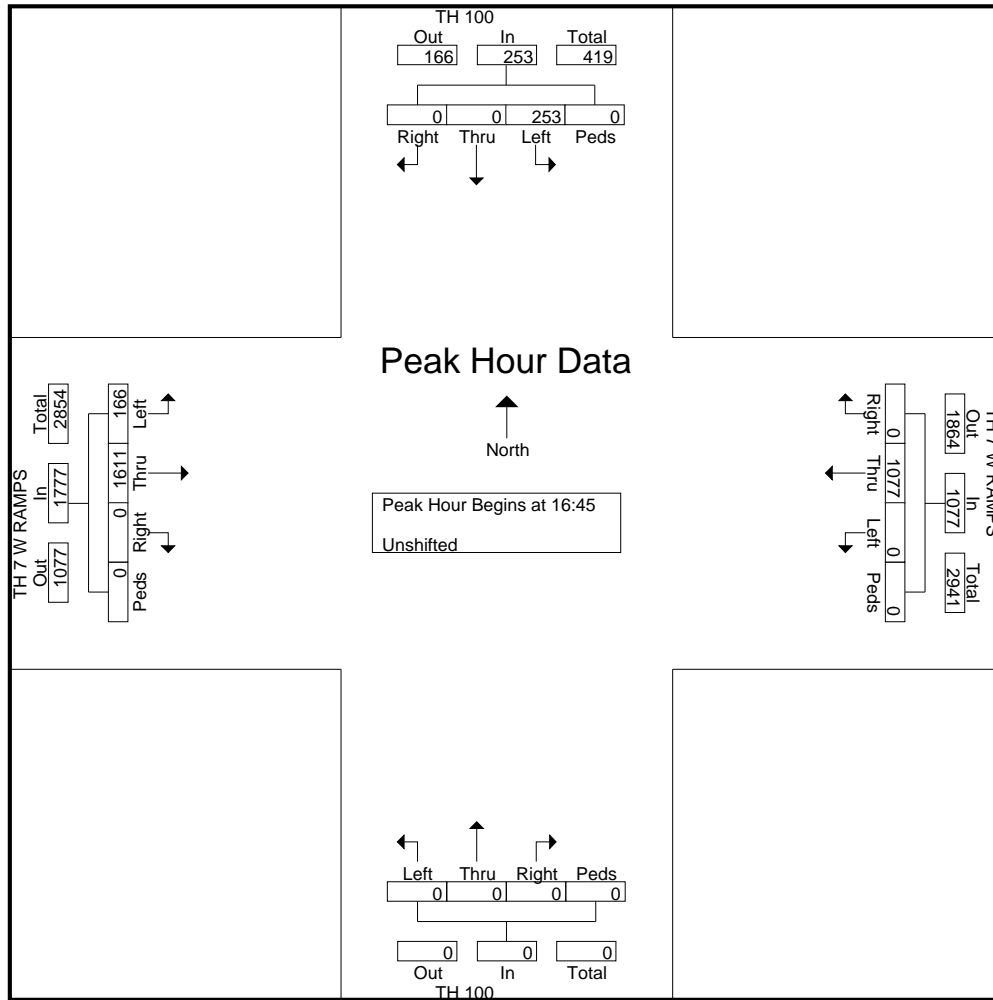 TH 100
Out In Total
166 253 419
0 0 253 0
Right Thru Left Peds
Peak Hour Data
North
Peak Hour Begins at 16:45
Unshifted
TH 7 W RAMPS
Out In Total
1077 1777 2854
166 1611 0 0
Left Thru Right Peds
TH 7 W RAMPS
Out In Total
1864 1077 2941
0 1077 0 0
Right Thru Left Peds
Left Thru Right Peds
0 0 0 0
0 0 0
Out In Total
TH 100